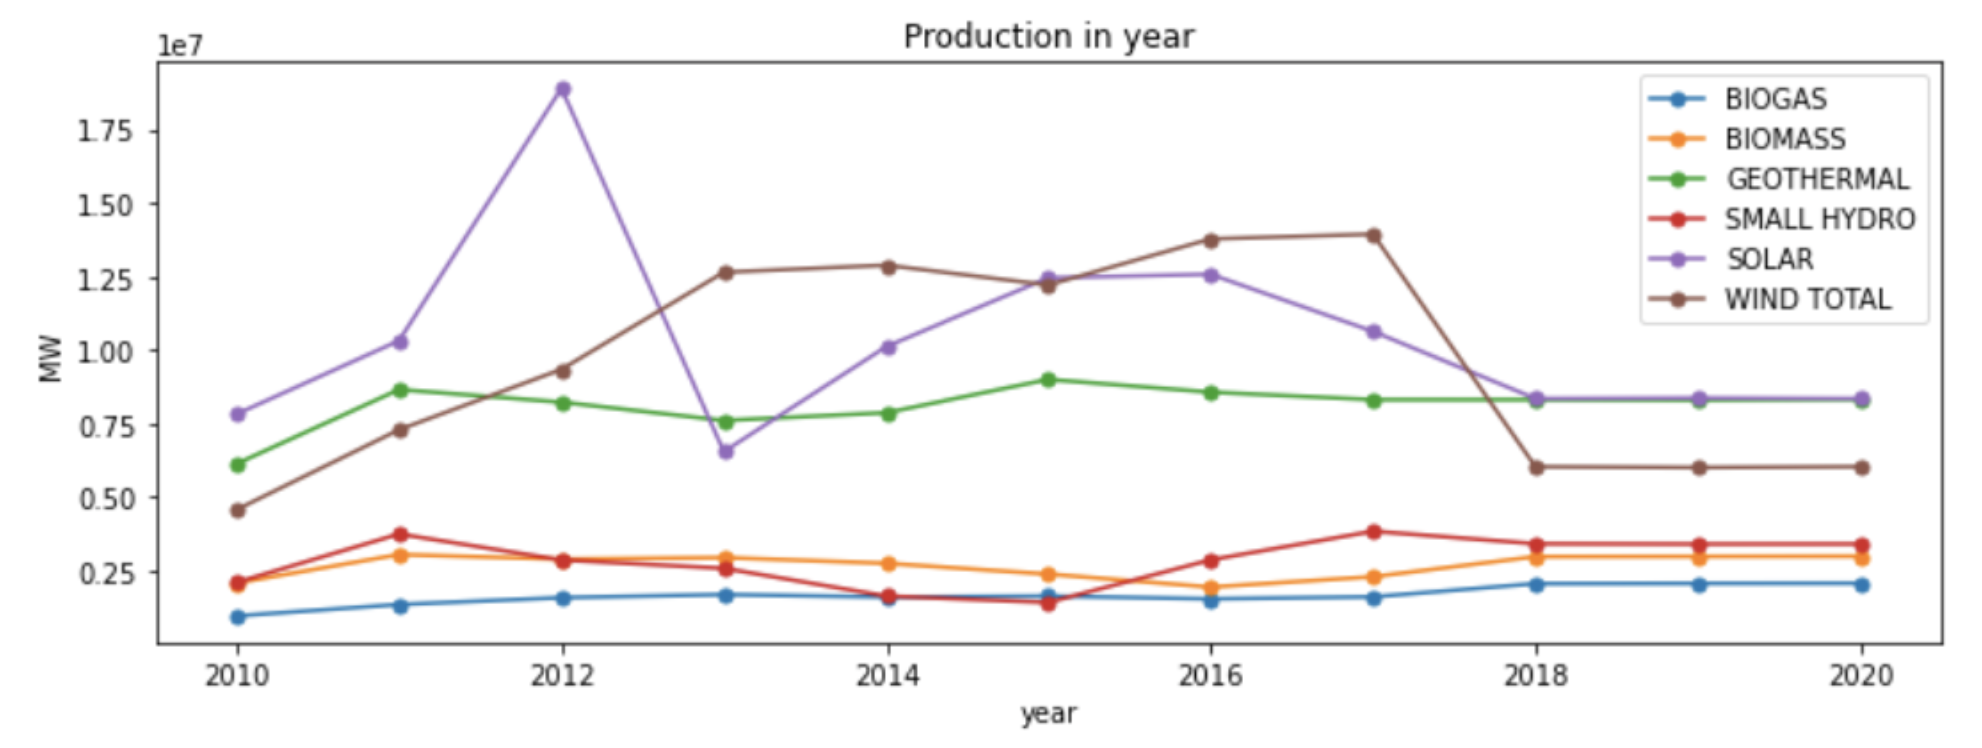 Production in year
1e7
1.75
1.50
1.25
1.00
0.75
0.50
0.25
MW
BIOGAS
BIOMASS
GEOTHERMAL
SMALL HYDRO
SOLAR
WIND TOTAL
2010 2012 2014 2016 2018 2020
year